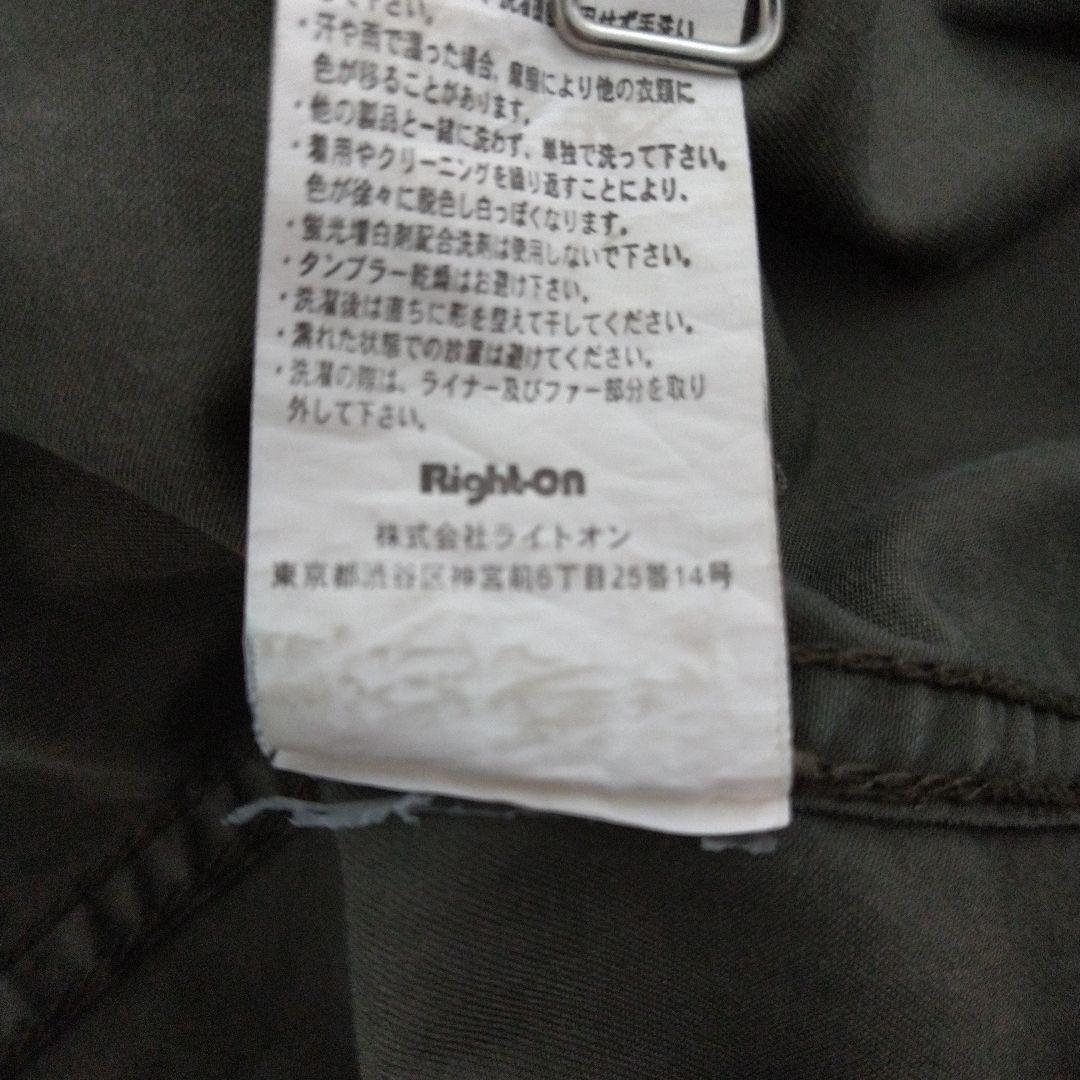 て下さい。
せず手洗い
・汗や雨で湿った場合、摩擦により他の衣類に
色が移ることがあります。
・他の製品と一緒に洗わず、単独で洗って下さい。
・着用やクリーニングを繰り返すことにより、
色が徐々に脱色し白っぽくなります。
・蛍光増白剤配合洗剤は使用しないで下さい。
・タンブラー乾燥はお避け下さい。
・洗濯後は直ちに形を整えて干してください。
・濡れた状態での放置は避けてください。
・洗濯の際は、ライナー及びファー部分を取り
外して下さい。
Right-on
株式会社ライトオン
東京都渋谷区神宮前6丁目25番14号